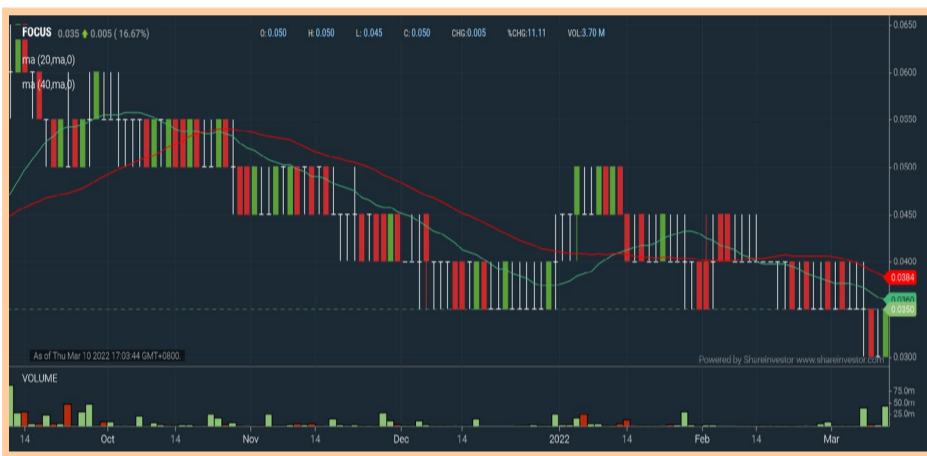 FOCUS 0.035 0.005 ( 16.67%) O: 0.050 H: 0.050 L: 0.045 C: 0.050 CHG:0.005 %CHG:11.11 VOL:3.70 M
ma (20,ma,0)
ma (40,ma,0)
0.0650
0.0600
0.0550
0.0500
0.0450
0.0400
0.0384
0.0360
0.0350
0.0300
As of Thu Mar 10 2022 17:03:44 GMT+0800.
Powered by Shareinvestor www.shareinvestor.com
VOLUME
75.0m
50.0m
25.0m
14 Oct 14 Nov 14 Dec 14 2022 14 Feb 14 Mar